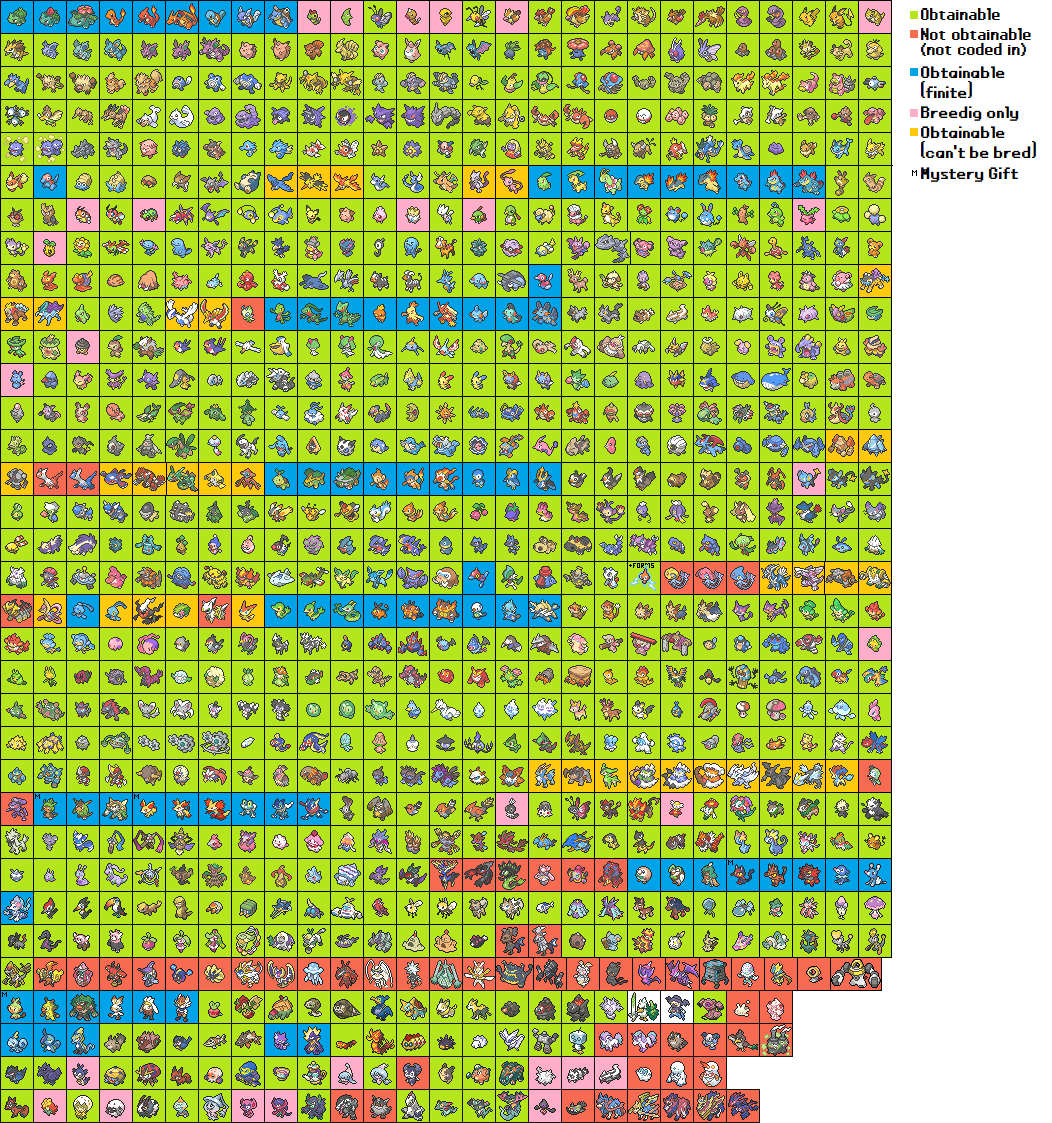 Obtainable
Not obtainable
(not coded in)
Obtainable
(finite)
Breedig only
Obtainable
(can't be bred)
M Mystery Gift
+FORMS
M
M
M
M